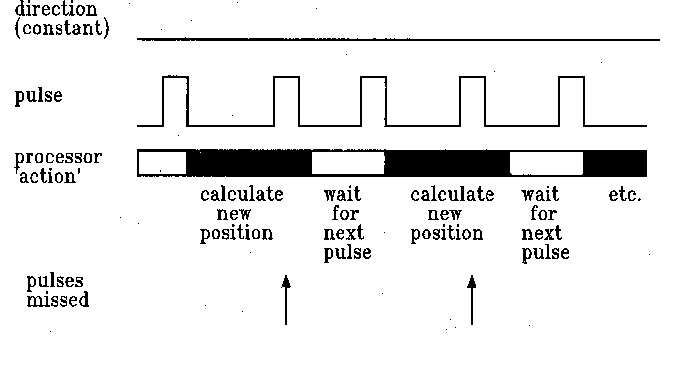 direction
(constant)
pulse
processor
'action'
calculate
new
position
wait
for
next
pulse
calculate
new
position
wait
for
next
pulse
etc.
pulses
missed